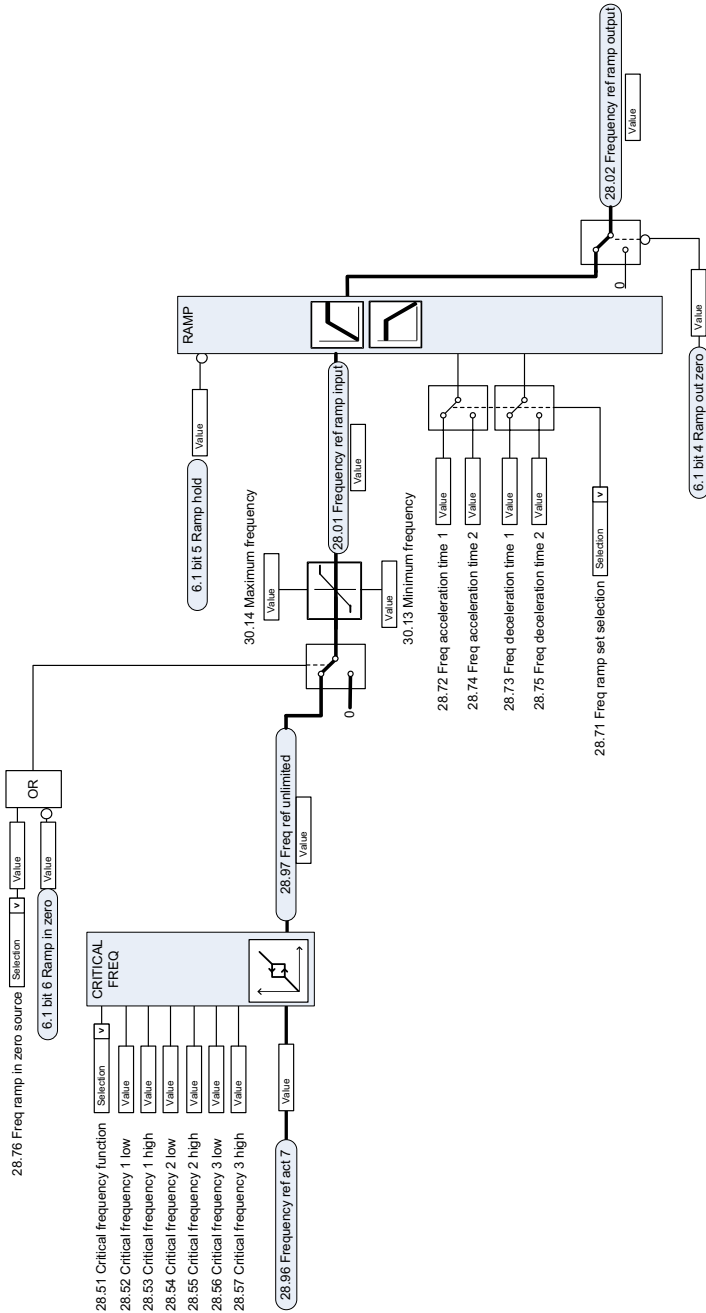 28.76 Freq ramp in zero source
Selection
v
Value
6.1 bit 6 Ramp in zero
Value
OR
28.51 Critical frequency function
Selection
v
28.52 Critical frequency 1 low
Value
28.53 Critical frequency 1 high
Value
28.54 Critical frequency 2 low
Value
28.55 Critical frequency 2 high
Value
28.56 Critical frequency 3 low
Value
28.57 Critical frequency 3 high
Value
28.96 Frequency ref act 7
Value
CRITICAL
FREQ
28.97 Freq ref unlimited
Value
0
30.14 Maximum frequency
Value
Value
30.13 Minimum frequency
6.1 bit 5 Ramp hold
Value
28.01 Frequency ref ramp input
Value
RAMP
28.72 Freq acceleration time 1
Value
28.74 Freq acceleration time 2
Value
28.73 Freq deceleration time 1
Value
28.75 Freq deceleration time 2
Value
28.71 Freq ramp set selection
Selection
v
0
28.02 Frequency ref ramp output
Value
6.1 bit 4 Ramp out zero
Value